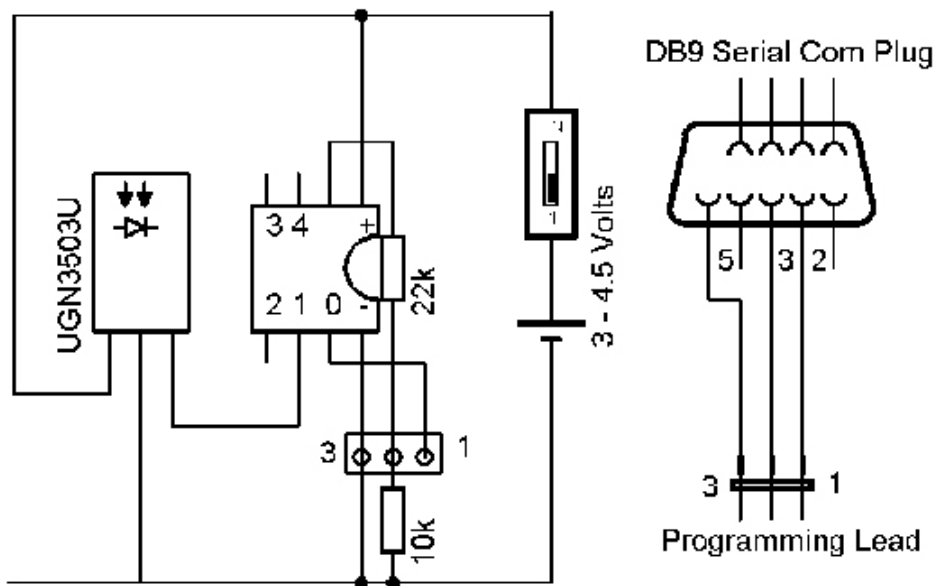 DB9 Serial Com Plug
UGN3503U
3 4 +
2 1 0 -
22k
3 - 4.5 Volts
5 3 2
3 1
10k
3 1
Programming Lead